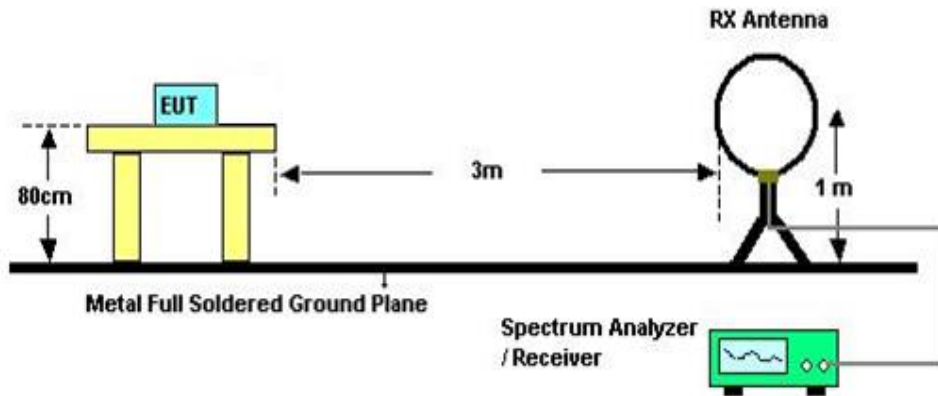 RX Antenna
EUT
3m
80cm
1 m
Metal Full Soldered Ground Plane
Spectrum Analyzer
/ Receiver